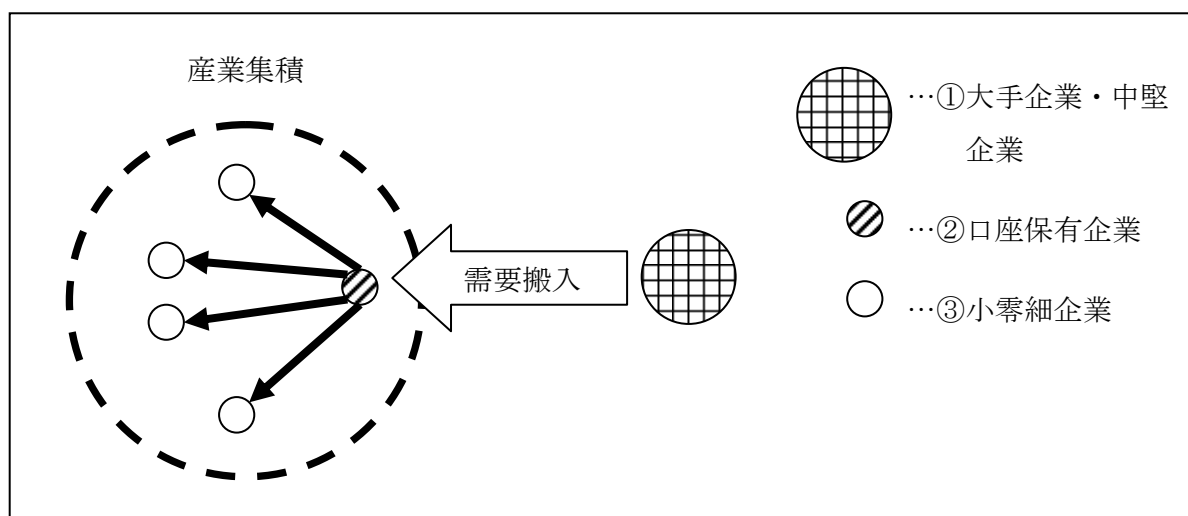 産業集積
需要搬入
…①大手企業・中堅
企業
…②口座保有企業
…③小零細企業